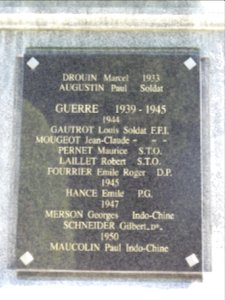 DROUIN Marcel 1933
AUGUSTIN Paul Soldat
GUERRE 1939-1945
1944
GAUTROT Louis Soldat F.F.I.
MOUGEOT Jean-Claude - - -
PERNET Maurice S.T.O.
LAILLET Robert S.T.O.
FOURRIER Emile Roger D.P.
1945
HANCE Emile P.G.
1947
MERSON Georges Indo-Chine
SCHNEIDER Gilbert
1950
MAUCOLIN Paul Indo-Chine